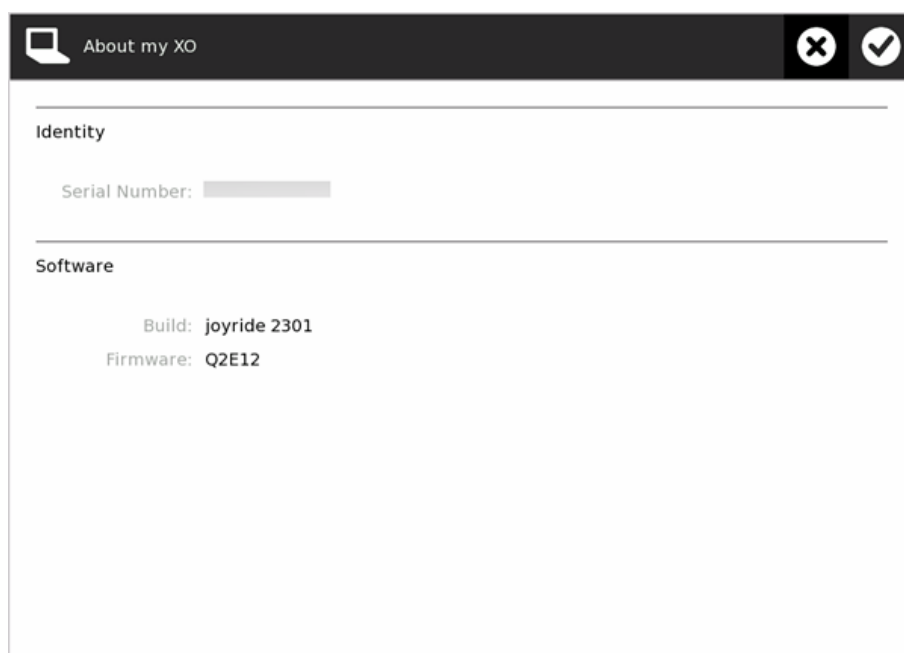 About my XO
Identity
Serial Number:
Software
Build: joyride 2301
Firmware: Q2E12